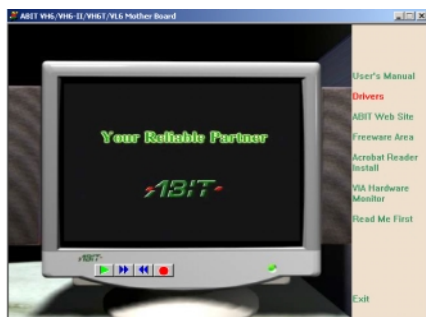 ABIT VH6/VH6-II/VH6T/VL6 Mother Board
Your Reliable Partner
ABIT
ABIT
User's Manual
Drivers
ABIT Web Site
Freeware Area
Acrobat Reader
Install
VIA Hardware
Monitor
Read Me First
Exit